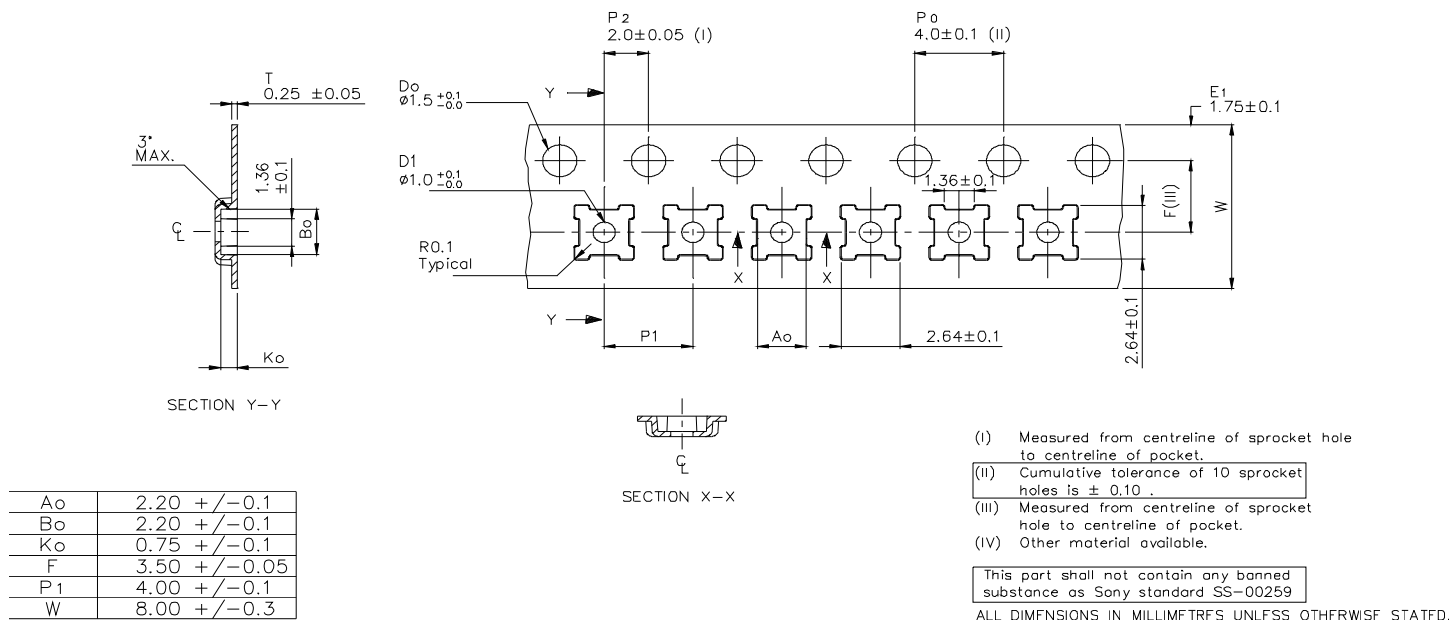 P2
2.0±0.05 (I)
Po
4.0±0.1 (II)
T
0.25 ±0.05
Do
ø1.5 +0.1 -0.0
Y
E1
1.75±0.1
3°
MAX.
1.36
±0.1
D1
ø1.0 +0.1 -0.0
1.36±0.1
F(III)
W
℄
Bo
R0.1
Typical
X
X
Y
P1
Ao
2.64±0.1
2.64±0.1
Ko
SECTION Y-Y
℄
SECTION X-X
(I) Measured from centreline of sprocket hole
to centreline of pocket.
(II) Cumulative tolerance of 10 sprocket
holes is ± 0.10 .
(III) Measured from centreline of sprocket
hole to centreline of pocket.
(IV) Other material available.
This part shall not contain any banned
substance as Sony standard SS-00259
ALL DIMENSIONS IN MILLIMETRES UNLESS OTHERWISE STATED.
Ao 2.20 +/-0.1
Bo 2.20 +/-0.1
Ko 0.75 +/-0.1
F 3.50 +/-0.05
P1 4.00 +/-0.1
W 8.00 +/-0.3